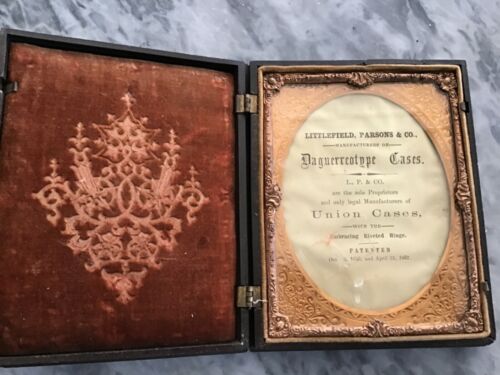 LITTLEFIELD, PARSONS & CO.,
MANUFACTURERS OF
Daguerreotype Cases.
L., P. & CO.
are the sole Proprietors
and only legal Manufacturers of
Union Cases,
WITH THE
Embracing Riveted Hinge.
PATENTED
and April 21,